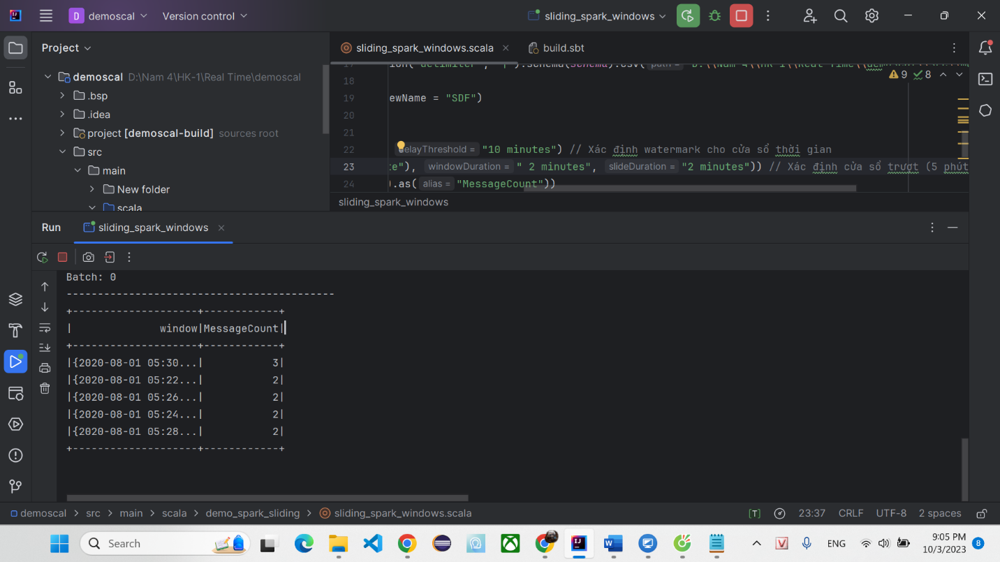 D demoscal
Version control
sliding_spark_windows
Project
sliding_spark_windows.scala
build.sbt
demoscal D:\Nam 4\HK-1\Real Time\demoscal
.bsp
.idea
project [demoscal-build] sources root
src
main
New folder
scala
9 8
18
19 ewName = "SDF")
20
21
22 delayThreshold = "10 minutes") // Xác định watermark cho cửa sổ thời gian
23 :e"), windowDuration = " 2 minutes", slideDuration = "2 minutes")) // Xác định cửa sổ trượt (5 phút
24 ).as( alias = "MessageCount"))
sliding_spark_windows
Run
sliding_spark_windows
Batch: 0
-------------------------------------------
+--------------------+------------+
|              window|MessageCount|
+--------------------+------------+
|{2020-08-01 05:30...|           3|
|{2020-08-01 05:22...|           2|
|{2020-08-01 05:26...|           2|
|{2020-08-01 05:24...|           2|
|{2020-08-01 05:28...|           2|
+--------------------+------------+
demoscal > src > main > scala > demo_spark_sliding > sliding_spark_windows.scala
[T] 23:37 CRLF UTF-8 2 spaces
Search
ENG
9:05 PM
10/3/2023
8